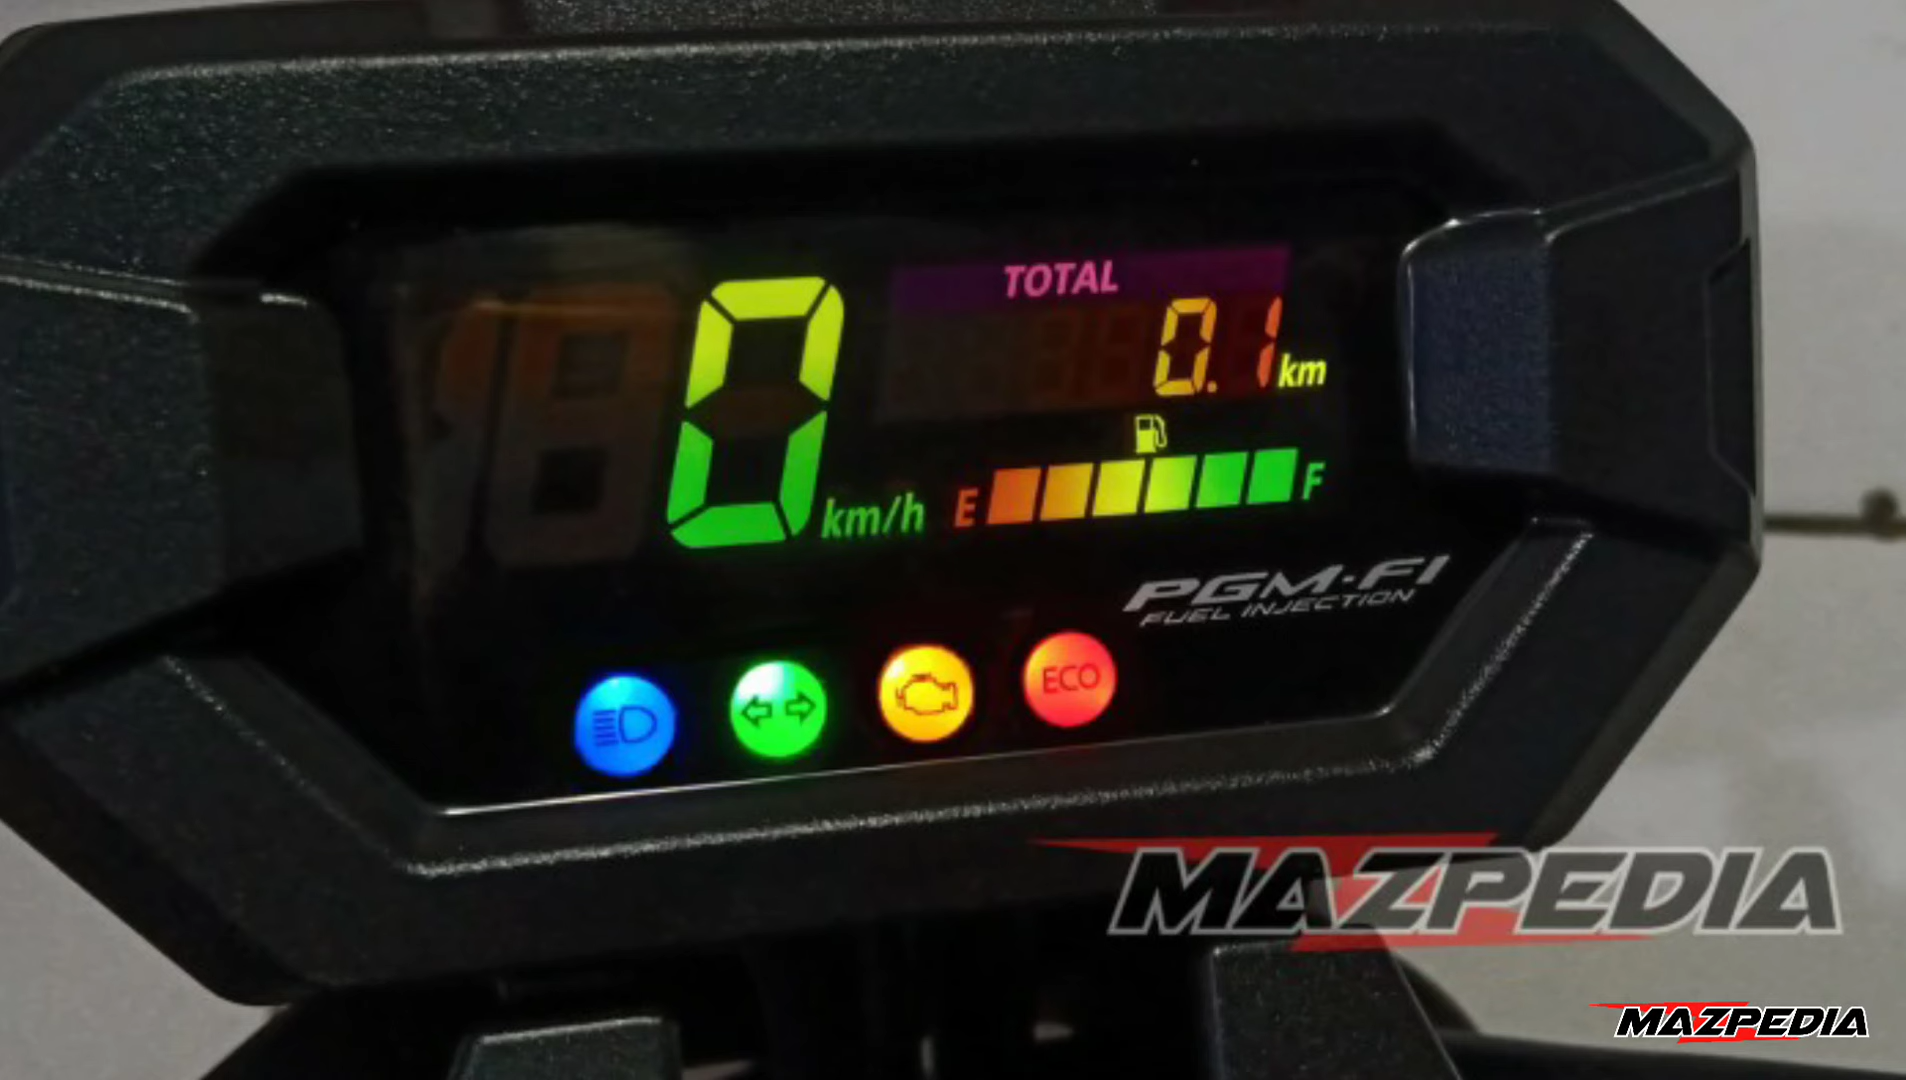 TOTAL
0.1 km
0 km/h
E F
PGM-FI
FUEL INJECTION
ECO
MAZPEDIA
MAZPEDIA